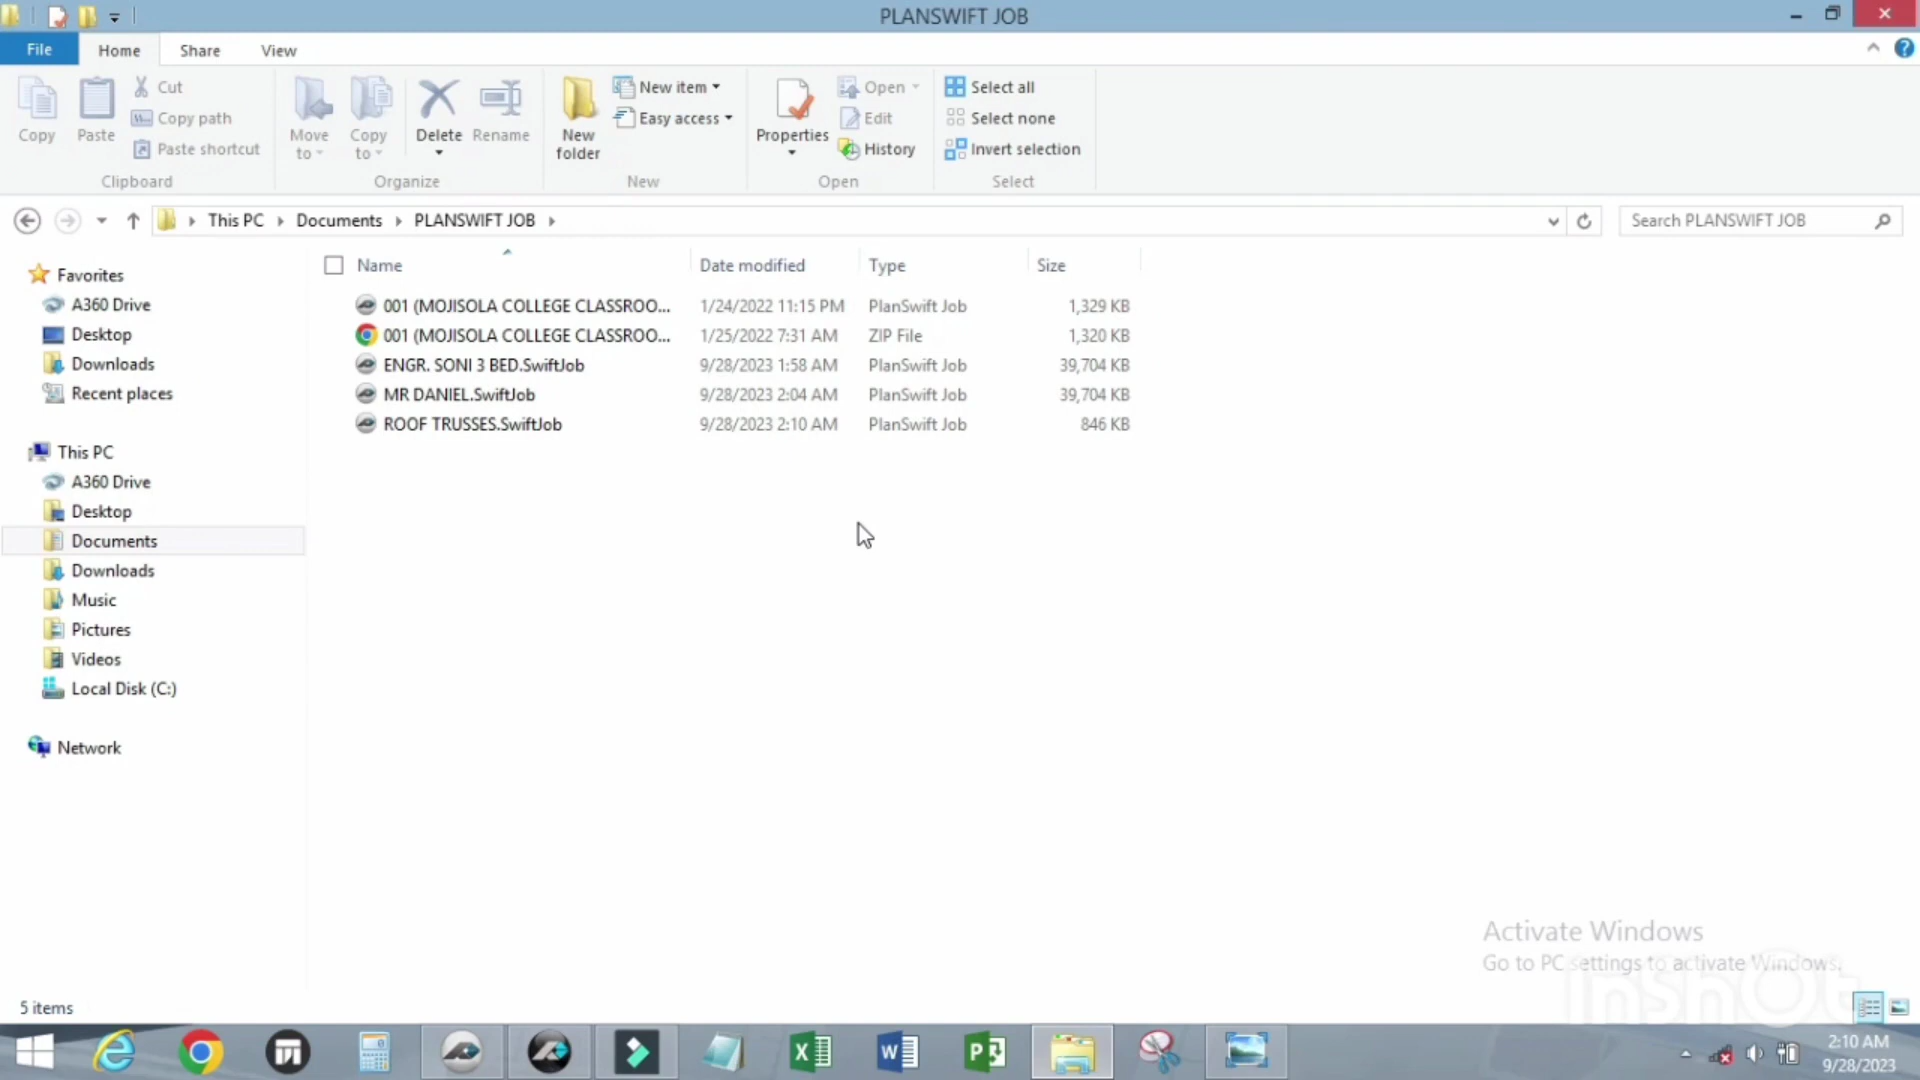 PLANSWIFT JOB
File Home Share View
Copy
Paste
Cut
Copy path
Paste shortcut
Clipboard
Move to
Copy to
Delete
Rename
Organize
New folder
New item
Easy access
New
Properties
Open
Edit
History
Open
Select all
Select none
Invert selection
Select
This PC Documents PLANSWIFT JOB
Search PLANSWIFT JOB
Favorites
A360 Drive
Desktop
Downloads
Recent places
This PC
A360 Drive
Desktop
Documents
Downloads
Music
Pictures
Videos
Local Disk (C:)
Network
Name Date modified Type Size
001 (MOJISOLA COLLEGE CLASSROO... 1/24/2022 11:15 PM PlanSwift Job 1,329 KB
001 (MOJISOLA COLLEGE CLASSROO... 1/25/2022 7:31 AM ZIP File 1,320 KB
ENGR. SONI 3 BED.SwiftJob 9/28/2023 1:58 AM PlanSwift Job 39,704 KB
MR DANIEL.SwiftJob 9/28/2023 2:04 AM PlanSwift Job 39,704 KB
ROOF TRUSSES.SwiftJob 9/28/2023 2:10 AM PlanSwift Job 846 KB
Activate Windows
Go to PC settings to activate Windows.
InShOt
5 items
2:10 AM
9/28/2023